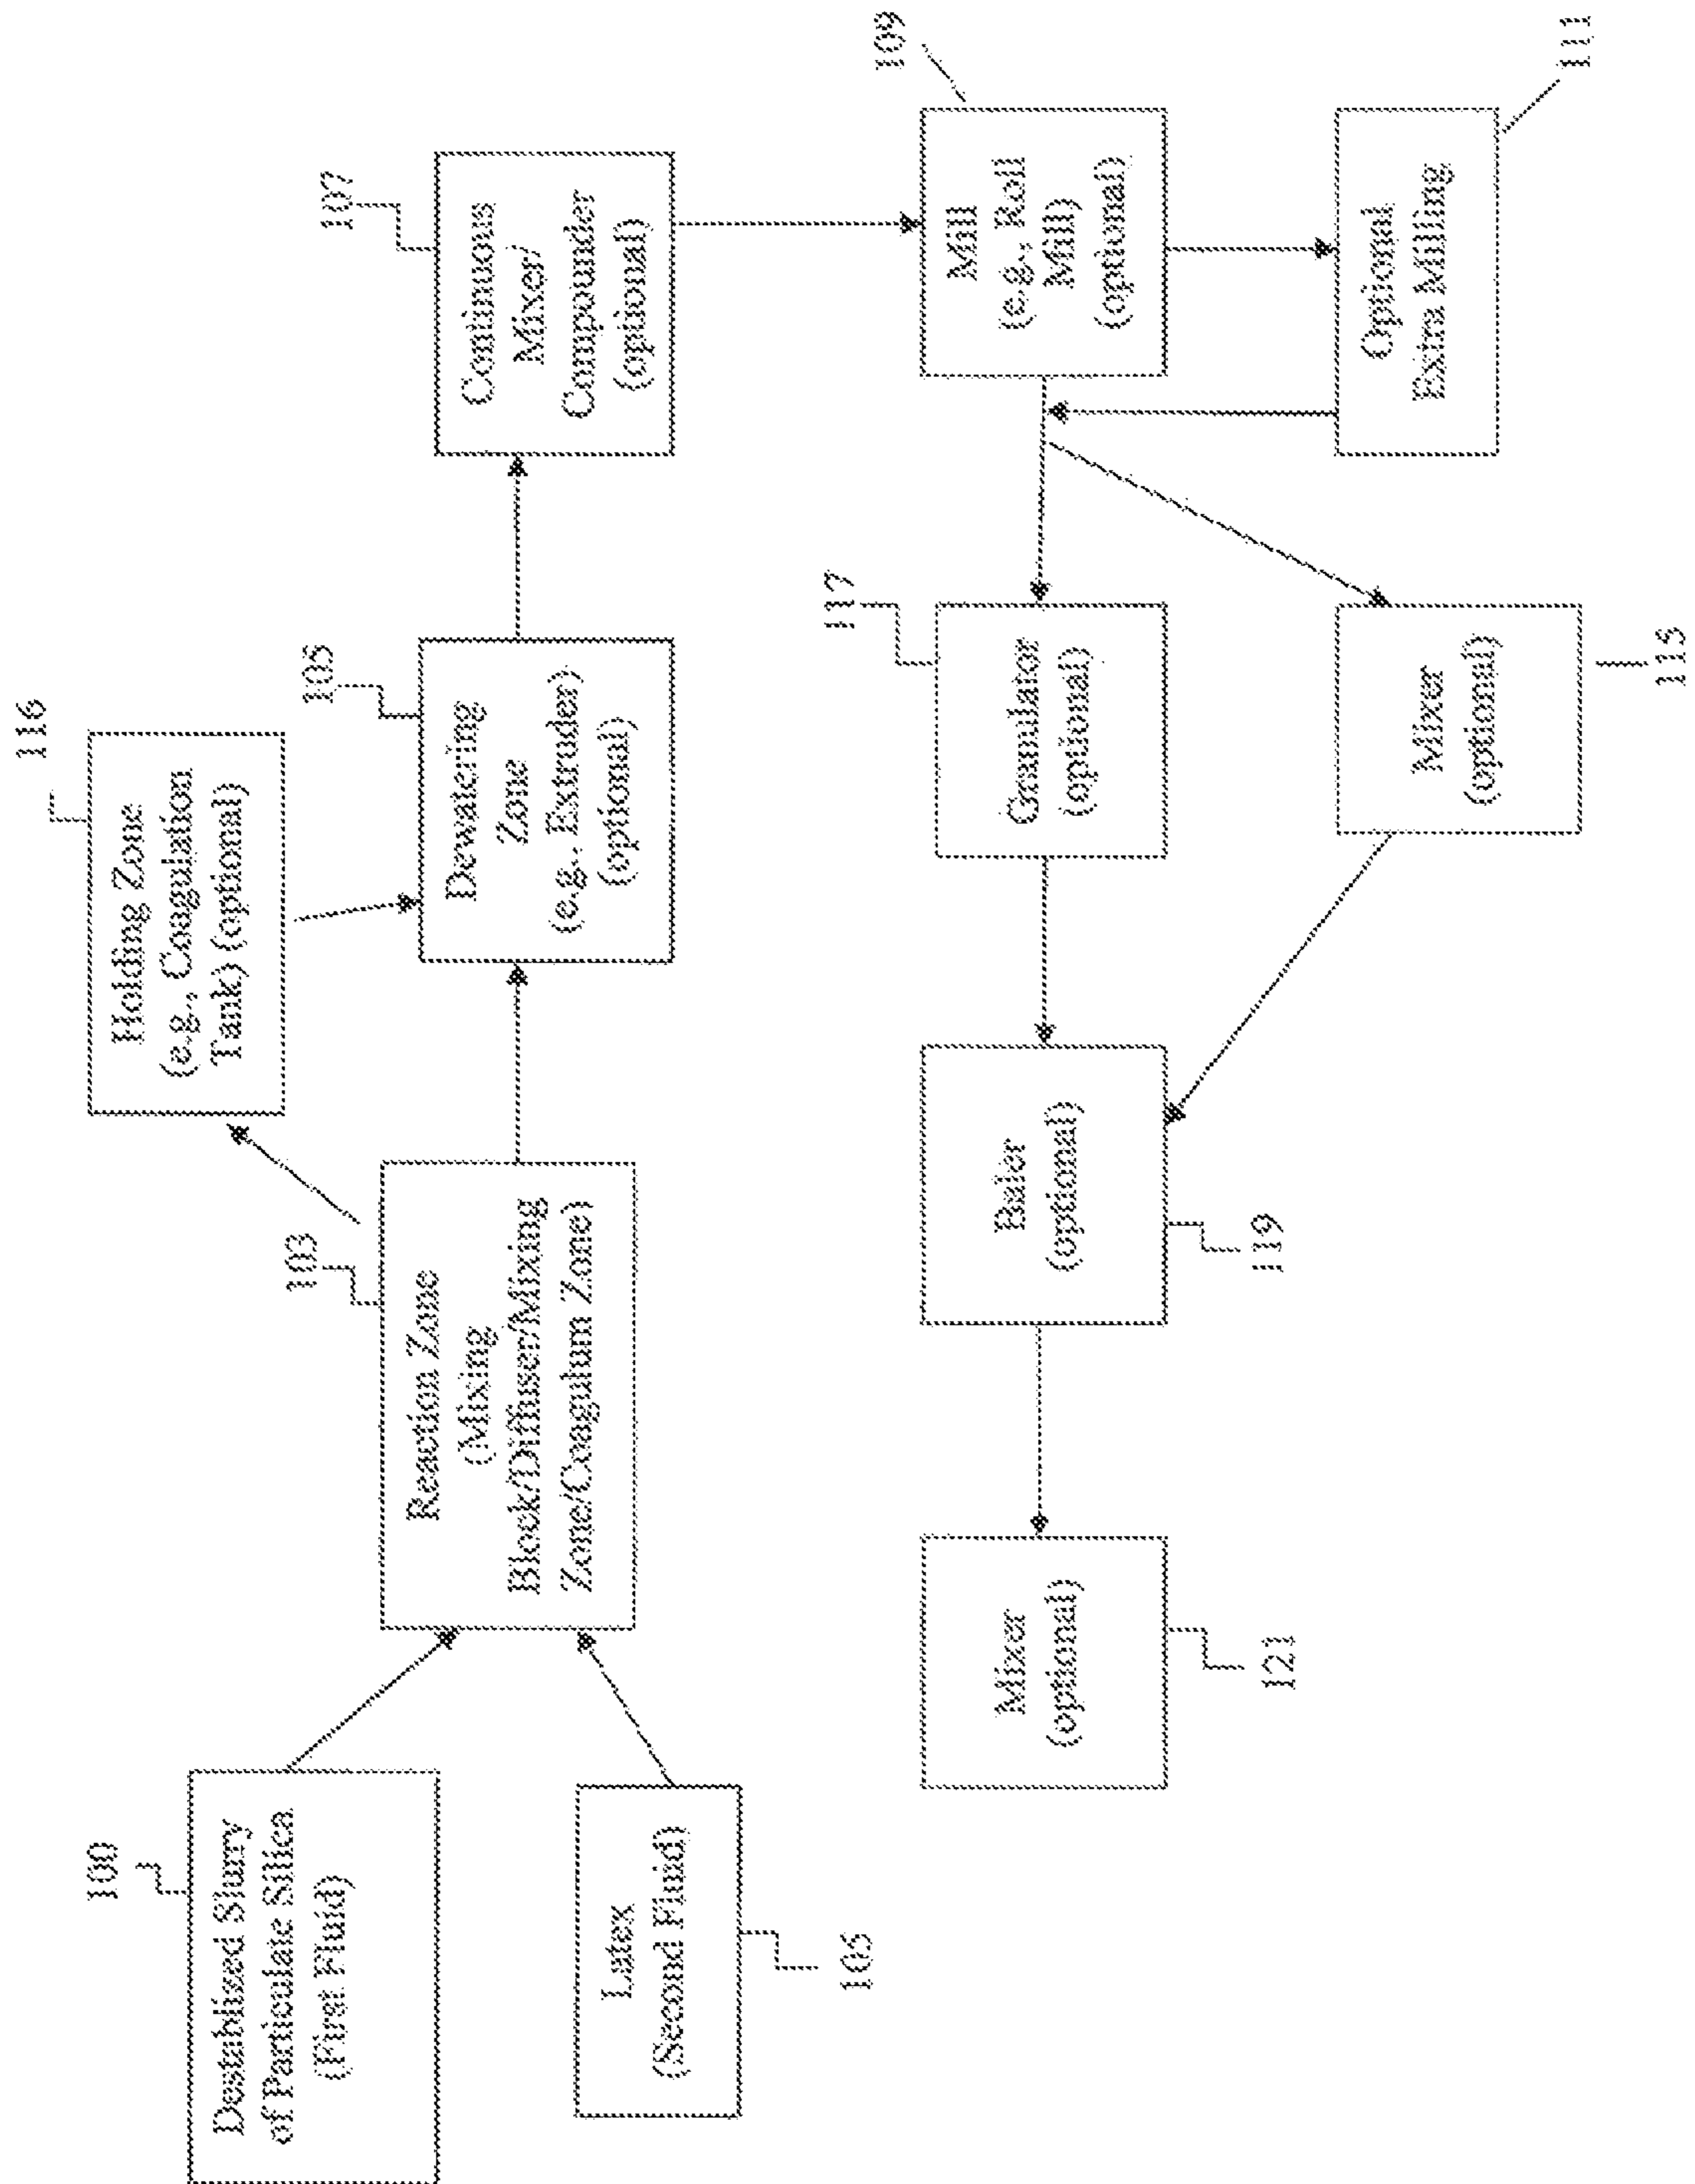 100
Destablized Slurry
of Particulate Silica
(First Fluid)
Latex
(Second Fluid)
105
103
Reaction Zone
(Mixing
Block/Diffuser/Mixing
Zone/Coagulum Zone)
116
Holding Zone
(e.g., Coagulation
Tank) (optional)
105
Dewatering
Zone
(e.g., Extruder)
(optional)
107
Continuous
Mixer/
Compounder
(optional)
109
Mill
(e.g., Roll
Mill)
(optional)
Optional
Extra Milling
111
117
Granulator
(optional)
Mixer
(optional)
115
Baler
(optional)
119
Mixer
(optional)
121